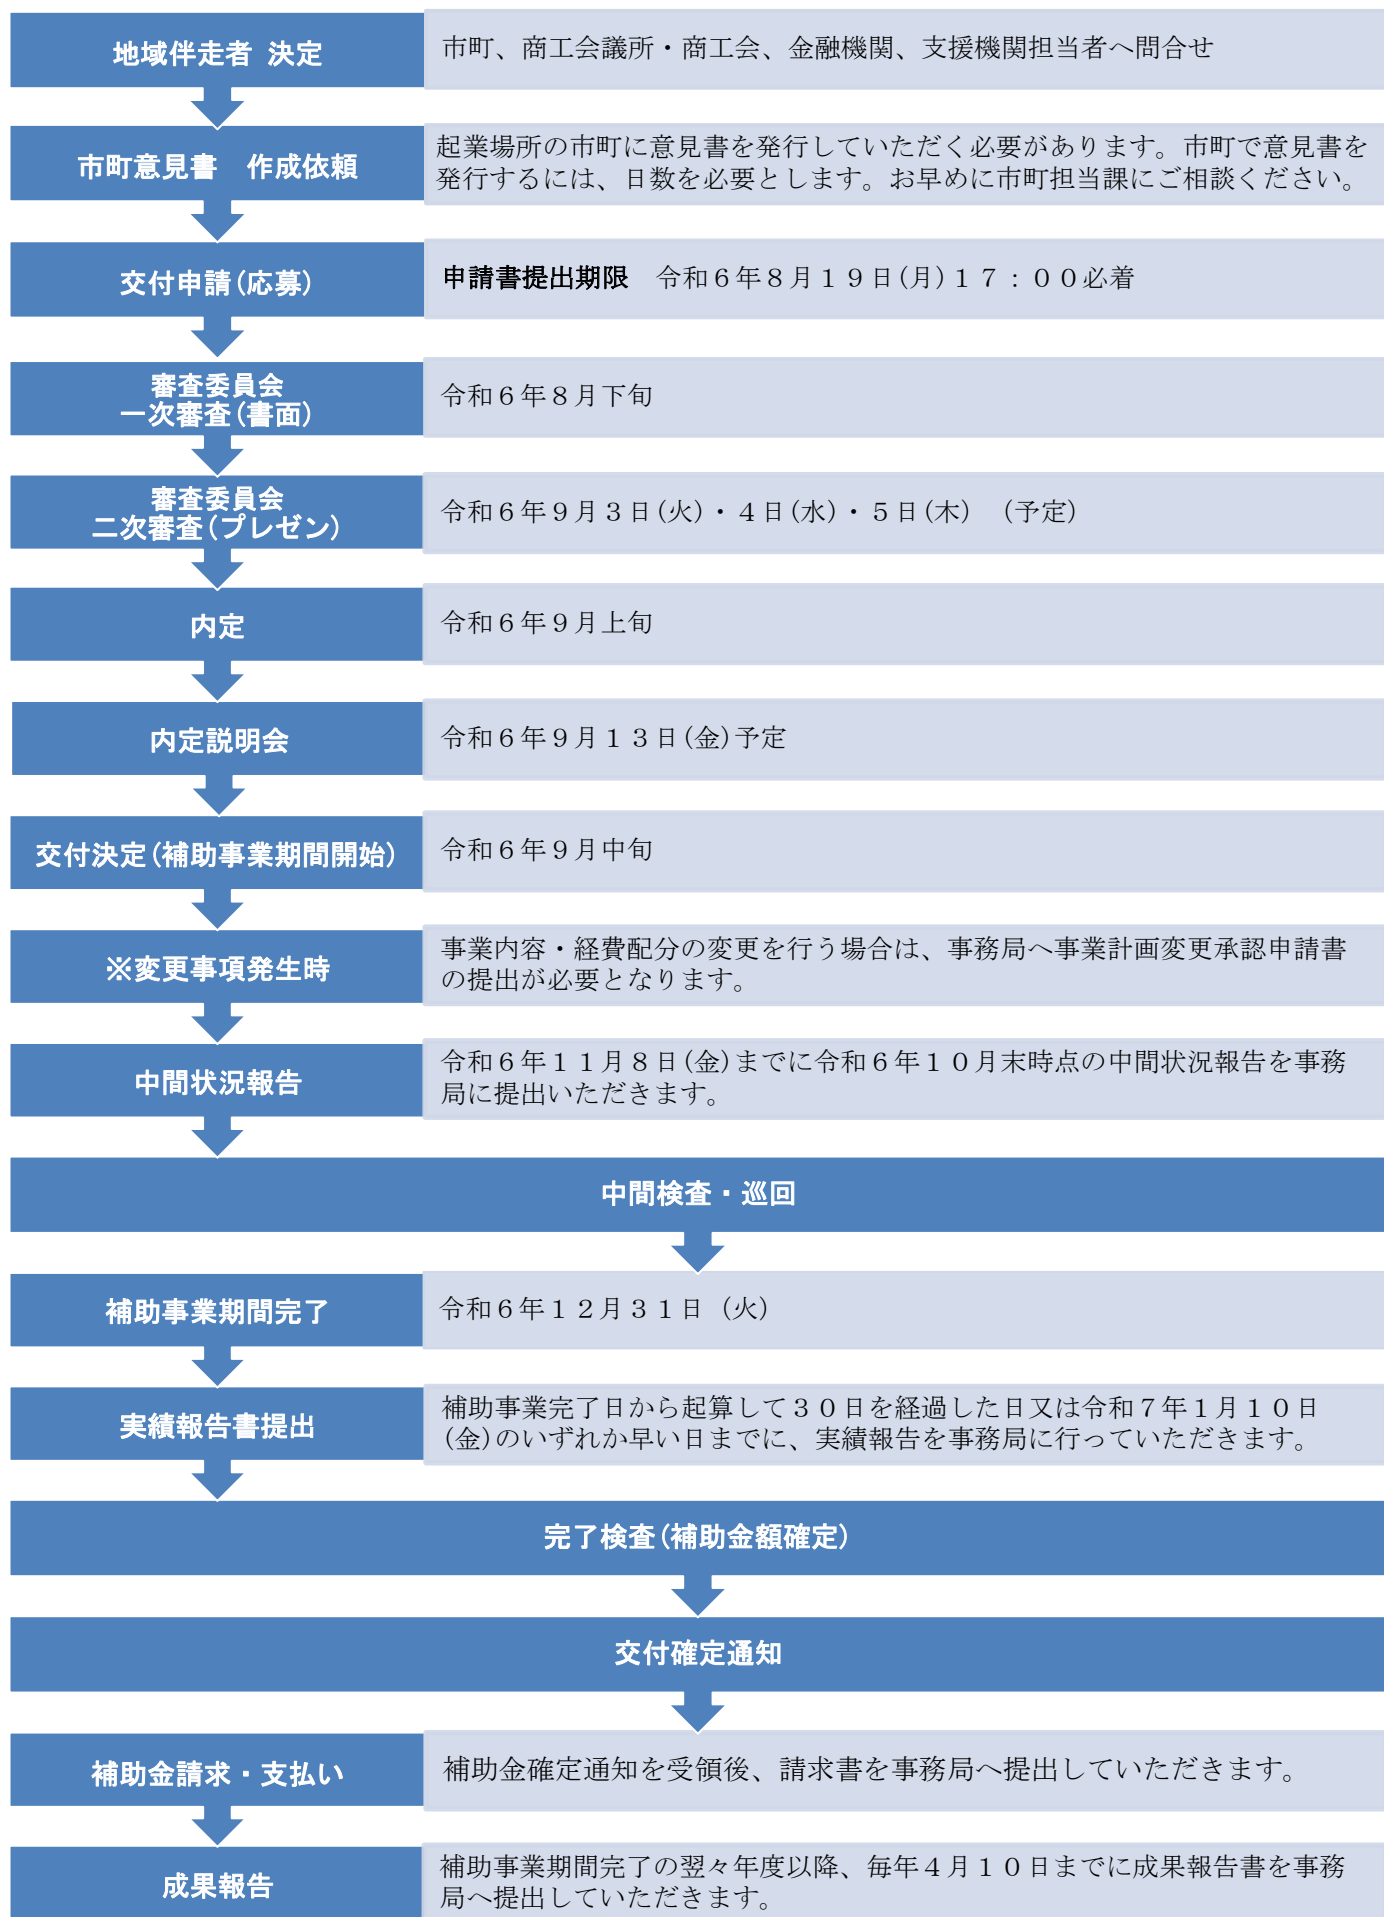 地域伴走者 決定
市町、商工会議所・商工会、金融機関、支援機関担当者へ問合せ
市町意見書　作成依頼
起業場所の市町に意見書を発行していただく必要があります。市町で意見書を
発行するには、日数を必要とします。お早めに市町担当課にご相談ください。
交付申請(応募)
申請書提出期限　令和６年８月１９日(月)１７：００必着
審査委員会
一次審査(書面)
令和６年８月下旬
審査委員会
二次審査(プレゼン)
令和６年９月３日(火)・４日(水)・５日(木)　(予定)
内定
令和６年９月上旬
内定説明会
令和６年９月１３日(金)予定
交付決定(補助事業期間開始)
令和６年９月中旬
※変更事項発生時
事業内容・経費配分の変更を行う場合は、事務局へ事業計画変更承認申請書
の提出が必要となります。
中間状況報告
令和６年１１月８日(金)までに令和６年１０月末時点の中間状況報告を事務
局に提出いただきます。
中間検査・巡回
補助事業期間完了
令和６年１２月３１日 (火)
実績報告書提出
補助事業完了日から起算して３０日を経過した日又は令和７年１月１０日
(金)のいずれか早い日までに、実績報告を事務局に行っていただきます。
完了検査(補助金額確定)
交付確定通知
補助金請求・支払い
補助金確定通知を受領後、請求書を事務局へ提出していただきます。
成果報告
補助事業期間完了の翌々年度以降、毎年４月１０日までに成果報告書を事務
局へ提出していただきます。